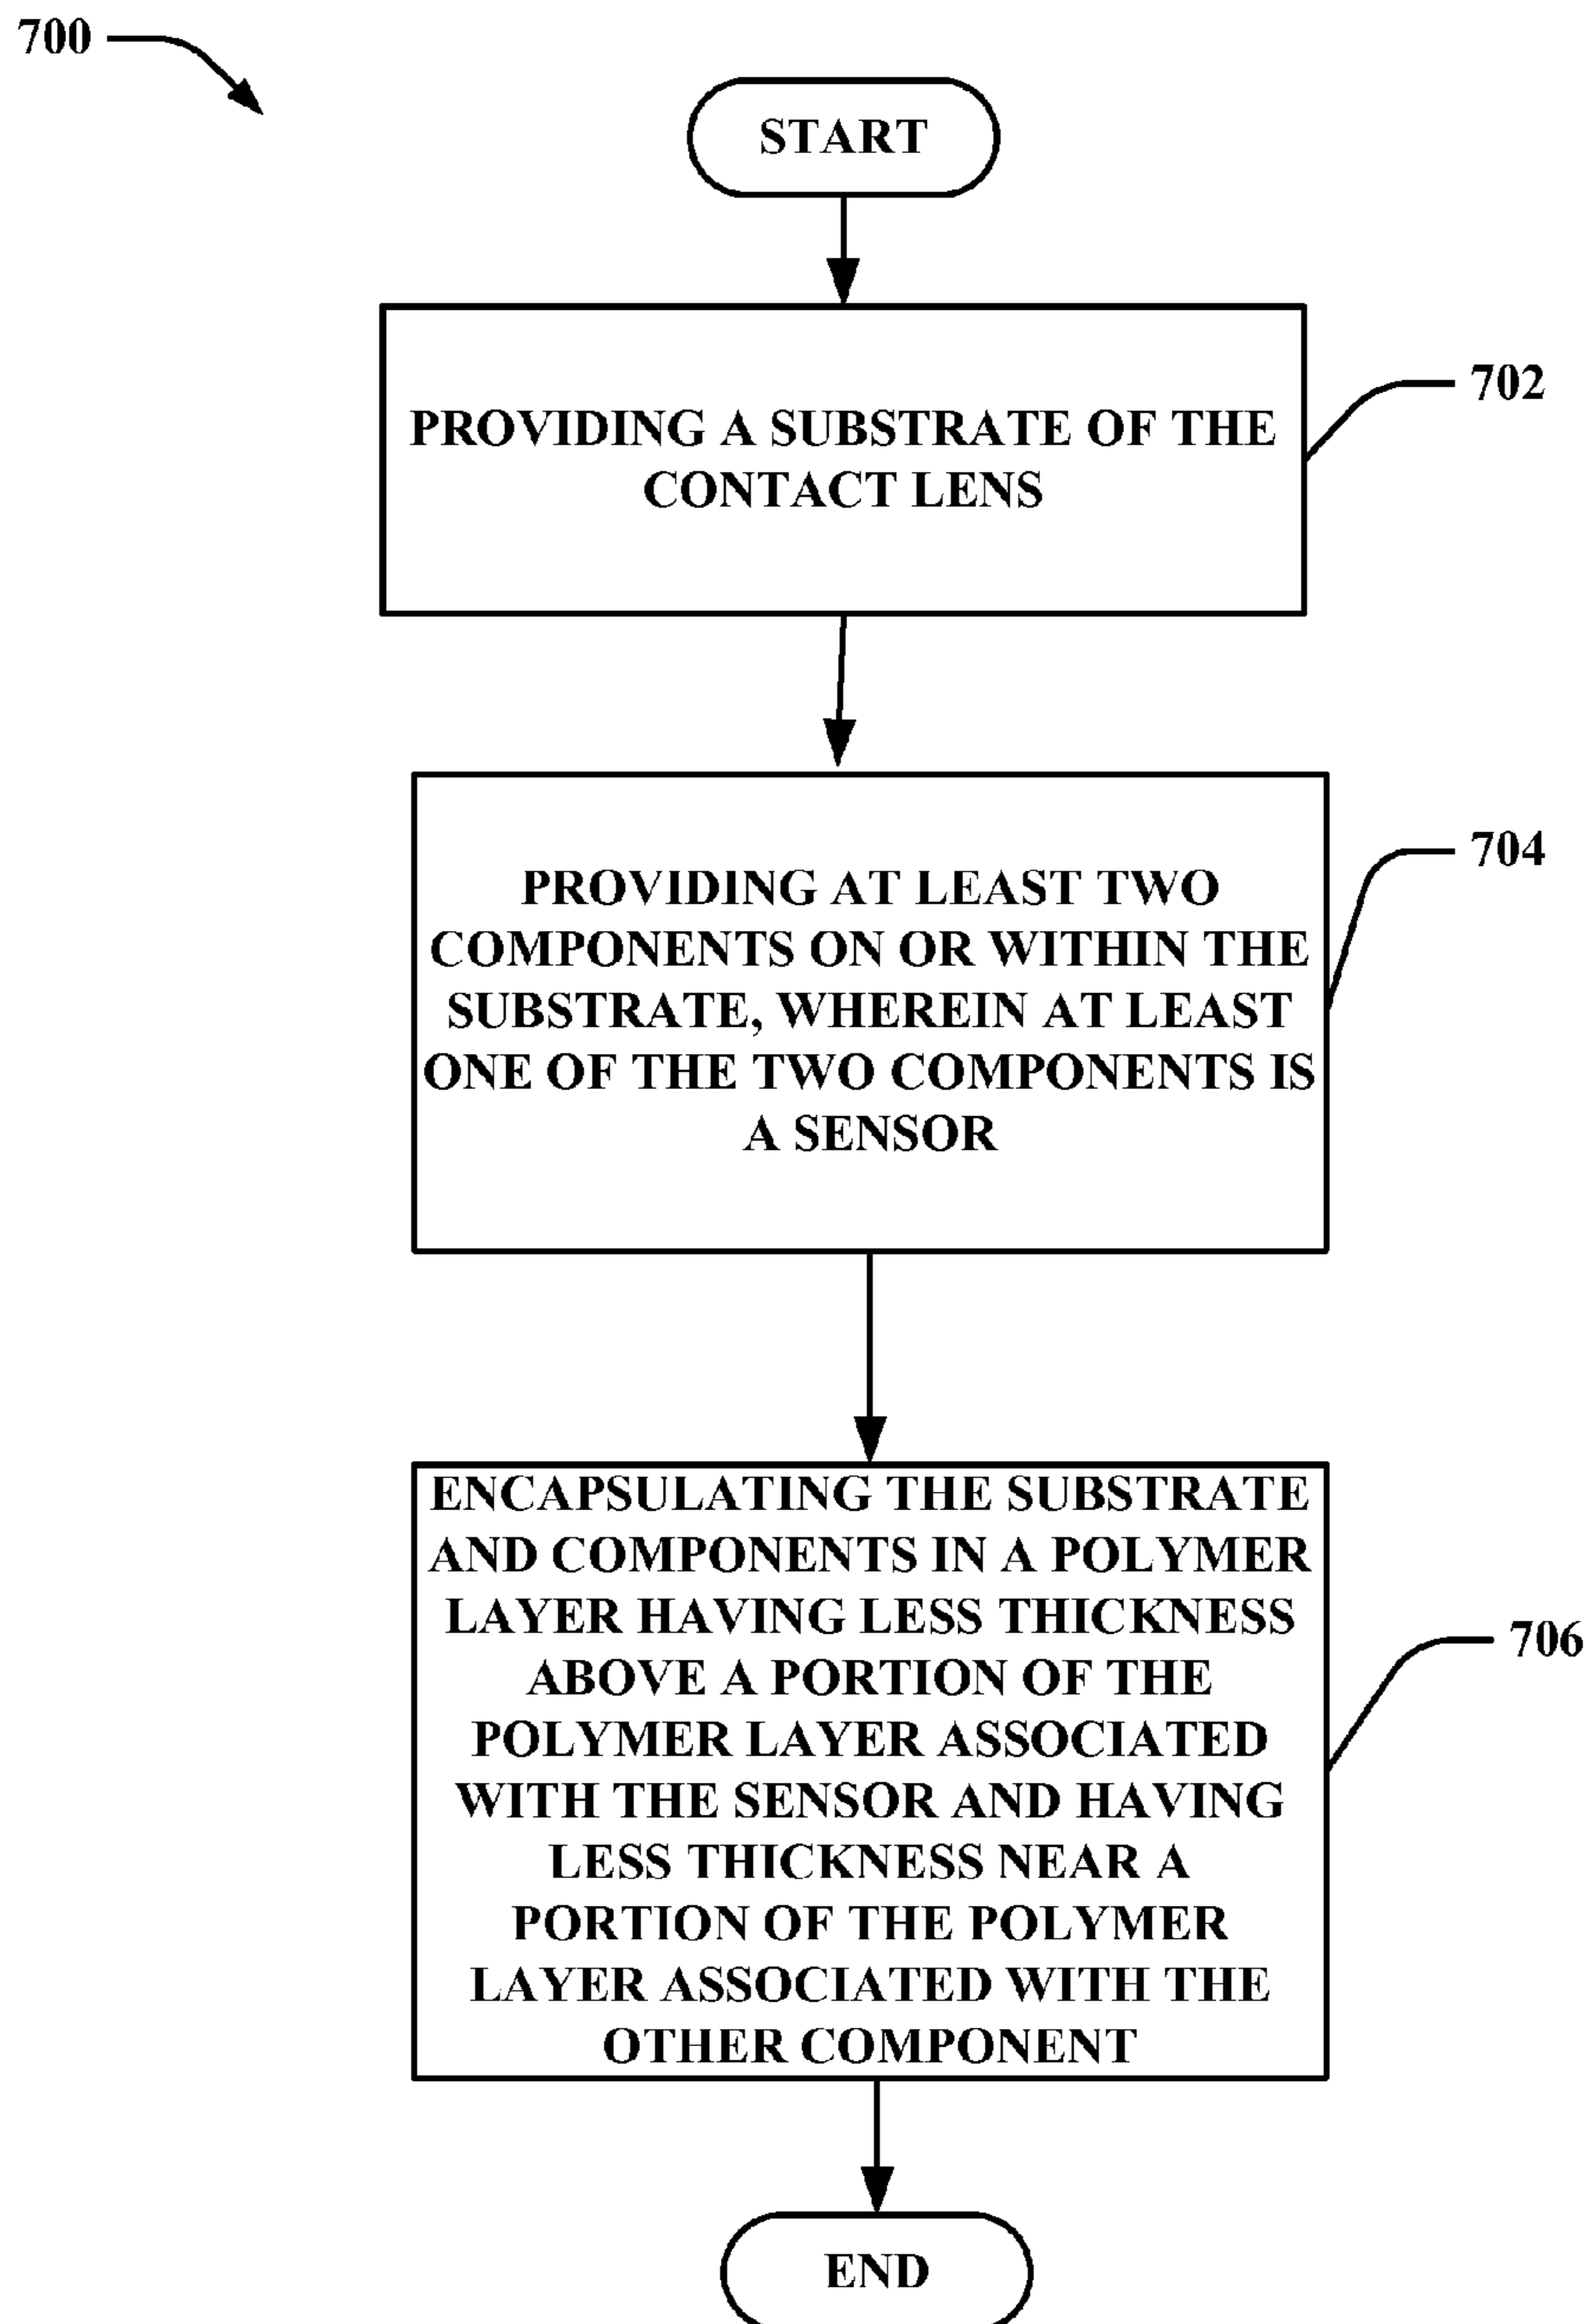 700
START
PROVIDING A SUBSTRATE OF THE
CONTACT LENS
702
PROVIDING AT LEAST TWO
COMPONENTS ON OR WITHIN THE
SUBSTRATE, WHEREIN AT LEAST
ONE OF THE TWO COMPONENTS IS
A SENSOR
704
ENCAPSULATING THE SUBSTRATE
AND COMPONENTS IN A POLYMER
LAYER HAVING LESS THICKNESS
ABOVE A PORTION OF THE
POLYMER LAYER ASSOCIATED
WITH THE SENSOR AND HAVING
LESS THICKNESS NEAR A
PORTION OF THE POLYMER
LAYER ASSOCIATED WITH THE
OTHER COMPONENT
706
END